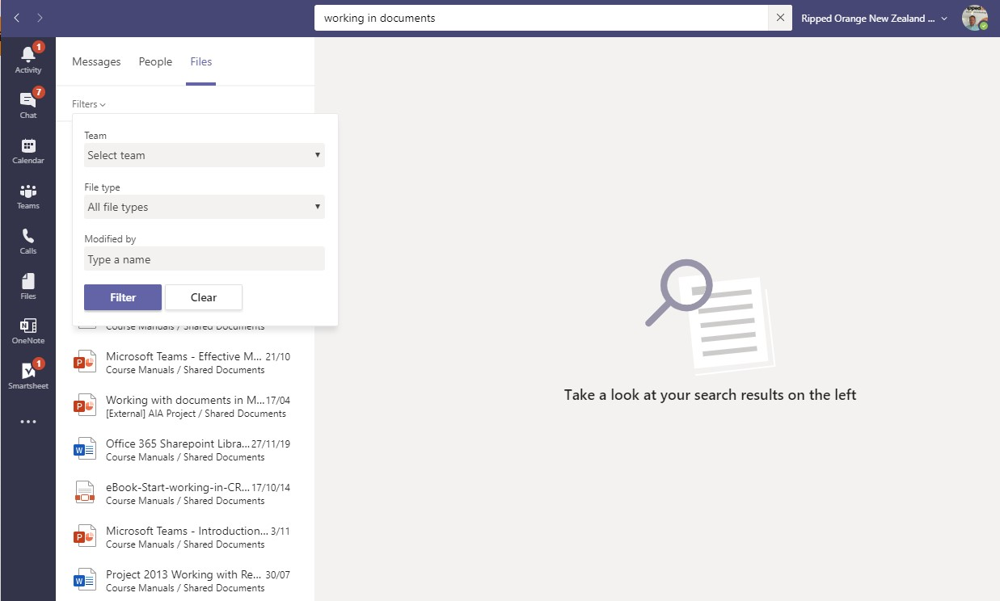 working in documents
Ripped Orange New Zealand ...
1
Activity
7
Chat
Calendar
Teams
Calls
Files
OneNote
1
Smartsheet
Messages People Files
Filters
Team
Select team
File type
All file types
Modified by
Type a name
Filter Clear
Course Manuals / Shared Documents
Microsoft Teams - Effective M... 21/10
Course Manuals / Shared Documents
Working with documents in M... 17/04
[External] AIA Project / Shared Documents
Office 365 Sharepoint Libra... 27/11/19
Course Manuals / Shared Documents
eBook-Start-working-in-CR... 17/10/14
Course Manuals / Shared Documents
Microsoft Teams - Introduction... 3/11
Course Manuals / Shared Documents
Project 2013 Working with Re... 30/07
Course Manuals / Shared Documents
Take a look at your search results on the left